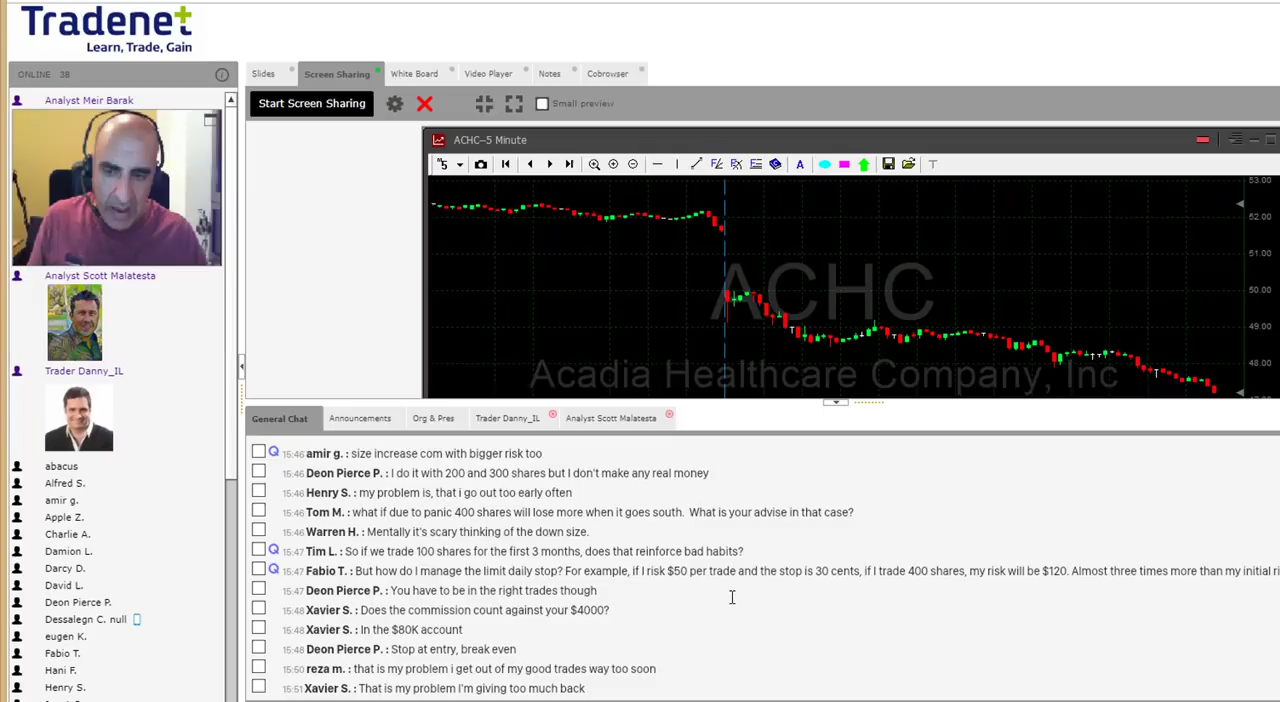 Tradenet
Learn, Trade, Gain
ONLINE 38
Analyst Meir Barak
Analyst Scott Malatesta
Trader Danny_IL
abacus
Alfred S.
amir g.
Apple Z.
Charlie A.
Damion L.
Darcy D.
David L.
Deon Pierce P.
Dessalegn C. null
eugen K.
Fabio T.
Hani F.
Henry S.
Slides
Screen Sharing
White Board
Video Player
Notes
Cobrowser
Start Screen Sharing
Small preview
ACHC--5 Minute
5
A
T
53.00
52.00
51.00
50.00
49.00
48.00
ACHC
Acadia Healthcare Company, Inc
General Chat
Announcements
Org & Pres
Trader Danny_IL
Analyst Scott Malatesta
15:46 amir g. : size increase com with bigger risk too
15:46 Deon Pierce P. : I do it with 200 and 300 shares but I don't make any real money
15:46 Henry S. : my problem is, that i go out too early often
15:46 Tom M. : what if due to panic 400 shares will lose more when it goes south. What is your advise in that case?
15:46 Warren H. : Mentally it's scary thinking of the down size.
15:47 Tim L. : So if we trade 100 shares for the first 3 months, does that reinforce bad habits?
15:47 Fabio T. : But how do I manage the limit daily stop? For example, if I risk $50 per trade and the stop is 30 cents, if I trade 400 shares, my risk will be $120. Almost three times more than my initial ri
15:47 Deon Pierce P. : You have to be in the right trades though
15:48 Xavier S. : Does the commission count against your $4000?
15:48 Xavier S. : In the $80K account
15:48 Deon Pierce P. : Stop at entry, break even
15:50 reza m. : that is my problem i get out of my good trades way too soon
15:51 Xavier S. : That is my problem I'm giving too much back